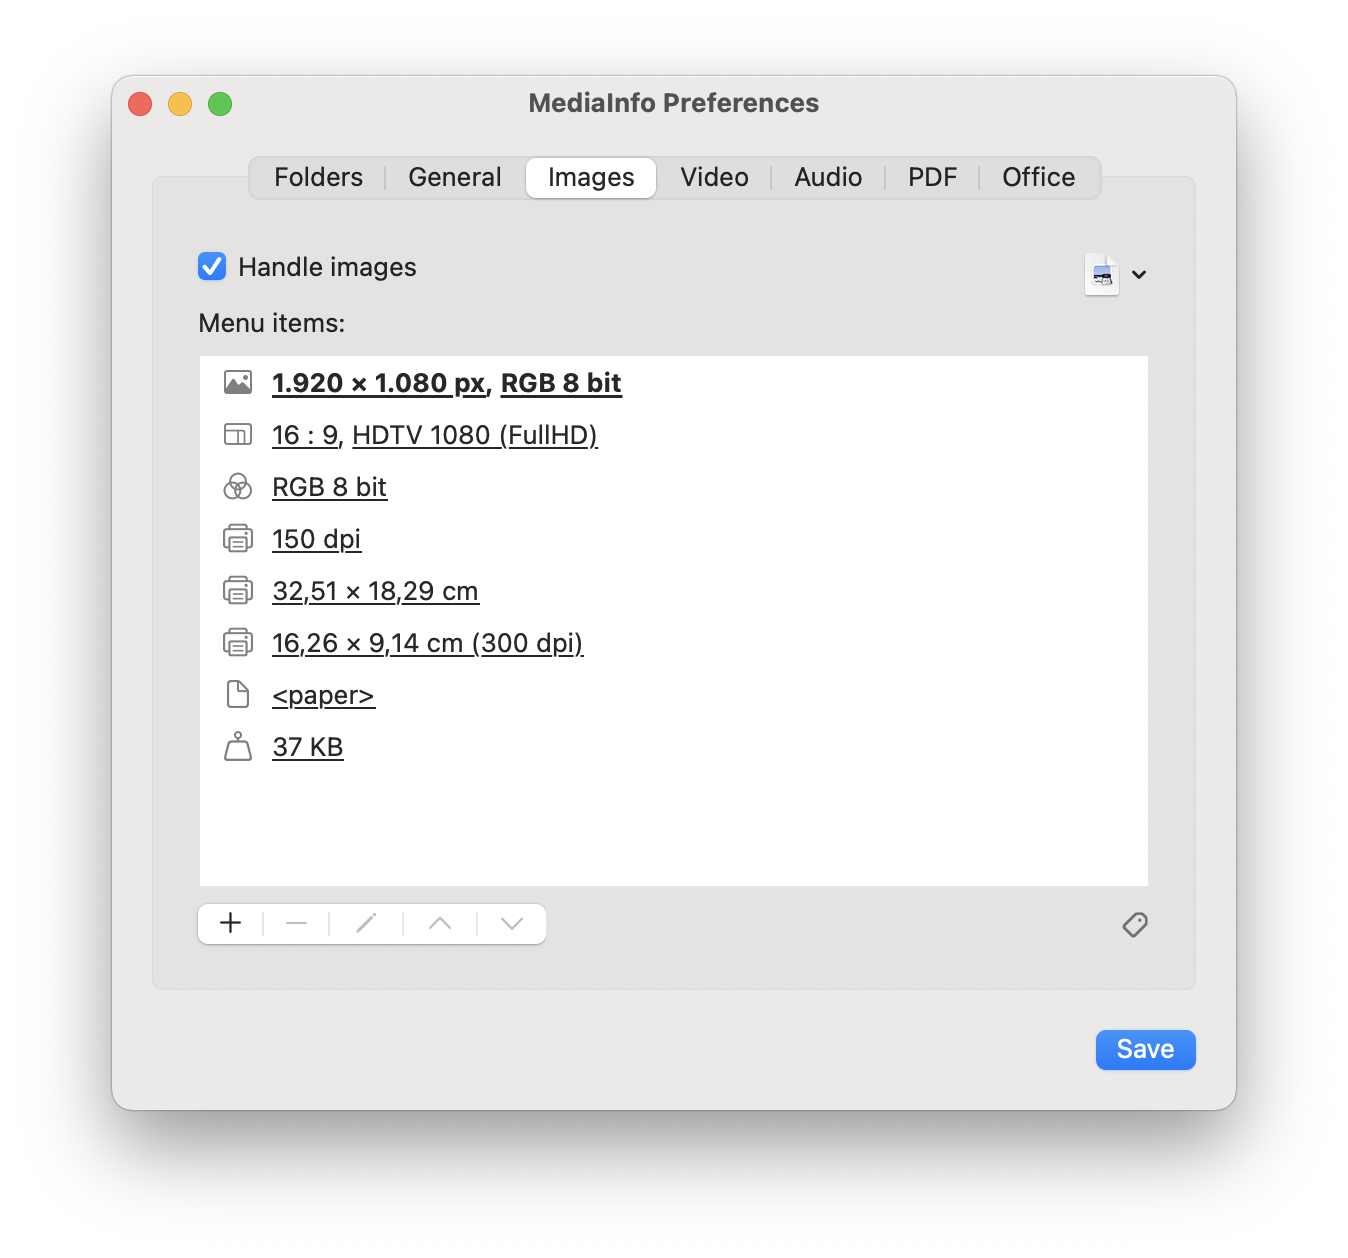 MediaInfo Preferences
Folders General Images Video Audio PDF Office
Handle images
Menu items:
1.920 × 1.080 px, RGB 8 bit
16 : 9, HDTV 1080 (FullHD)
RGB 8 bit
150 dpi
32,51 × 18,29 cm
16,26 × 9,14 cm (300 dpi)
<paper>
37 KB
Save